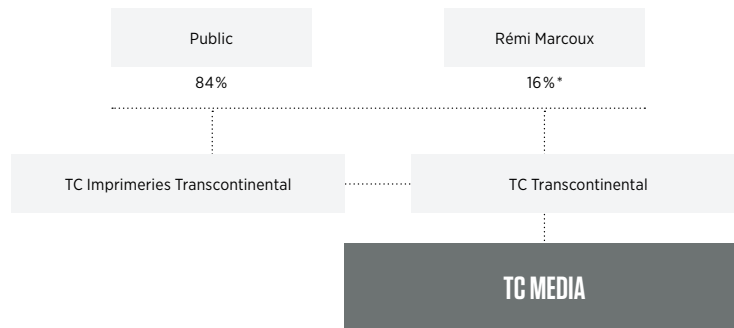 Public
Rémi Marcoux
84%
16%*
TC Imprimeries Transcontinental
TC Transcontinental
TC MEDIA